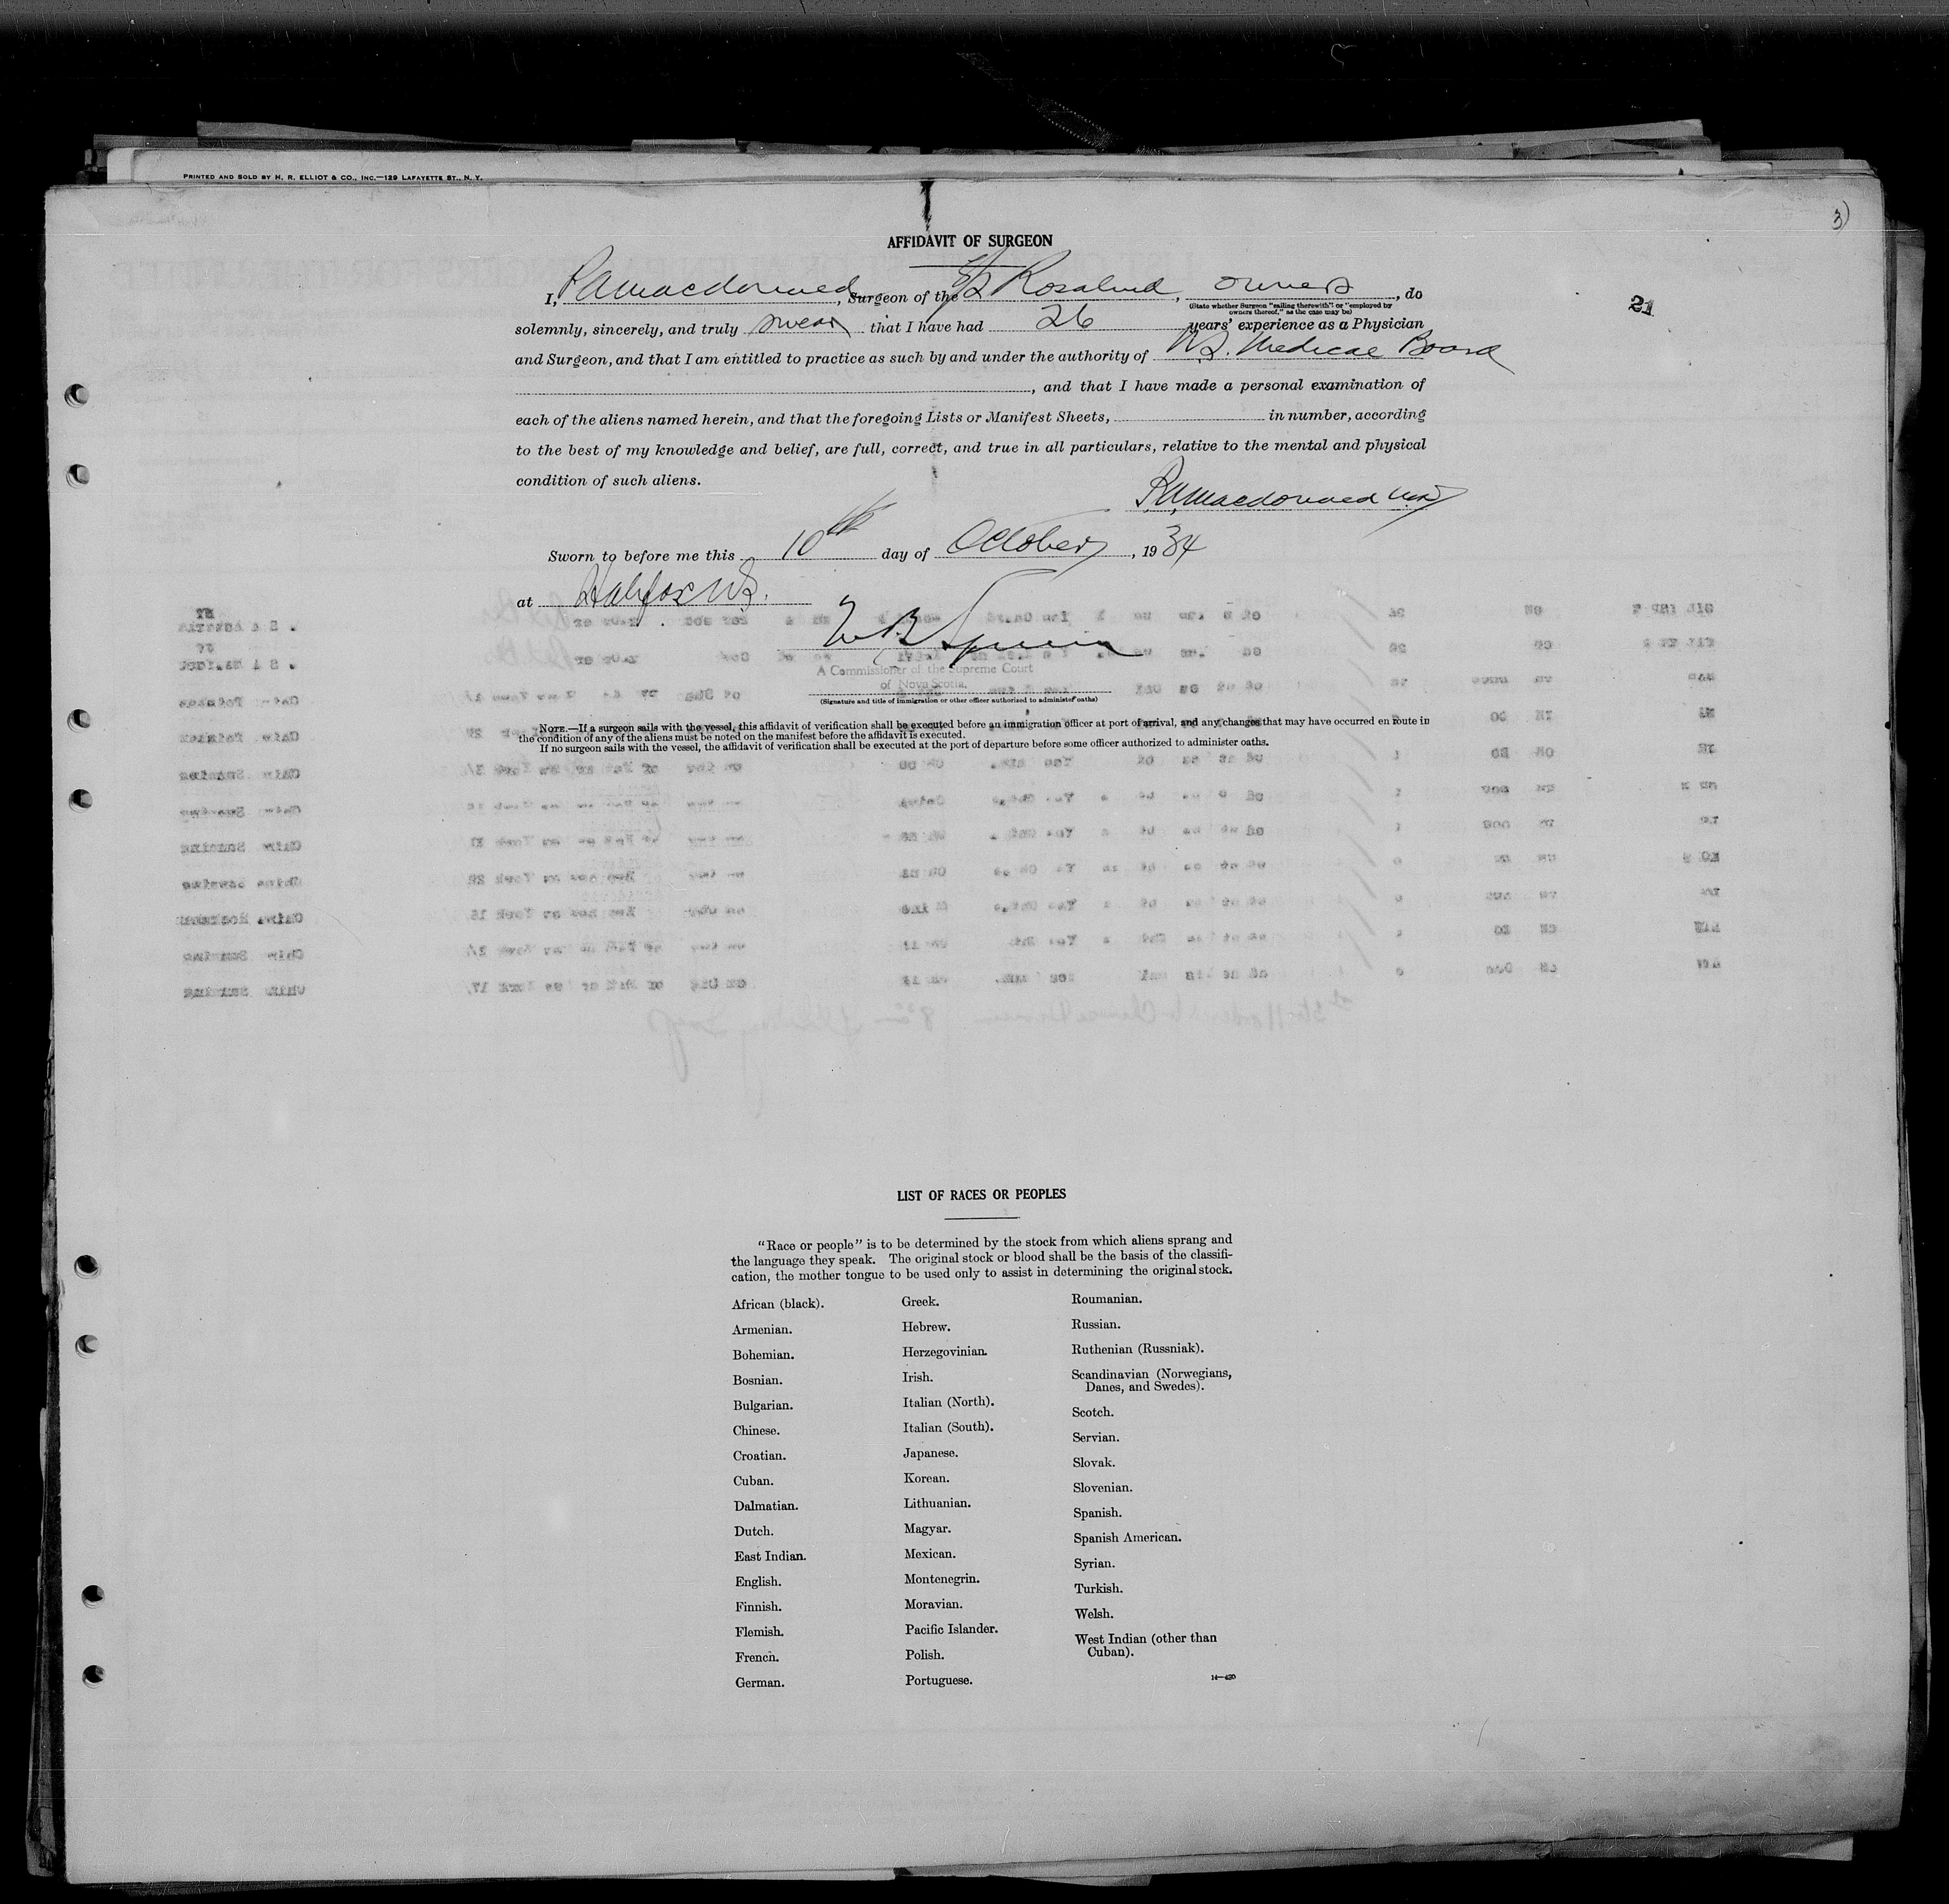 PRINTED AND SOLD BY H. R. ELLIOT & CO., INC.—129 LAFAYETTE ST., N. Y.
3)
AFFIDAVIT OF SURGEON
21
I, R A Macdonald, Surgeon of the S/S Rosalind, owners, do
(State whether Surgeon "sailing therewith" or "employed by
owners thereof," as the case may be)
solemnly, sincerely, and truly swear that I have had 26 years' experience as a Physician
and Surgeon, and that I am entitled to practice as such by and under the authority of N.S. Medical Board
, and that I have made a personal examination of
each of the aliens named herein, and that the foregoing Lists or Manifest Sheets, in number, according
to the best of my knowledge and belief, are full, correct, and true in all particulars, relative to the mental and physical
condition of such aliens.
Macdonald MD
Sworn to before me this 10th day of October, 1934
at Halifax NS.
A Commissioner of the Supreme Court
of Nova Scotia.
(Signature and title of immigration or other officer authorized to administer oaths)
NOTE.—If a surgeon sails with the vessel, this affidavit of verification shall be executed before an immigration officer at port of arrival, and any changes that may have occurred en route in
the condition of any of the aliens must be noted on the manifest before the affidavit is executed.
If no surgeon sails with the vessel, the affidavit of verification shall be executed at the port of departure before some officer authorized to administer oaths.
LIST OF RACES OR PEOPLES
"Race or people" is to be determined by the stock from which aliens sprang and
the language they speak. The original stock or blood shall be the basis of the classifi-
cation, the mother tongue to be used only to assist in determining the original stock.
African (black).
Armenian.
Bohemian.
Bosnian.
Bulgarian.
Chinese.
Croatian.
Cuban.
Dalmatian.
Dutch.
East Indian.
English.
Finnish.
Flemish.
French.
German.
Greek.
Hebrew.
Herzegovinian.
Irish.
Italian (North).
Italian (South).
Japanese.
Korean.
Lithuanian.
Magyar.
Mexican.
Montenegrin.
Moravian.
Pacific Islander.
Polish.
Portuguese.
Roumanian.
Russian.
Ruthenian (Russniak).
Scandinavian (Norwegians,
Danes, and Swedes).
Scotch.
Servian.
Slovak.
Slovenian.
Spanish.
Spanish American.
Syrian.
Turkish.
Welsh.
West Indian (other than
Cuban).
14—420